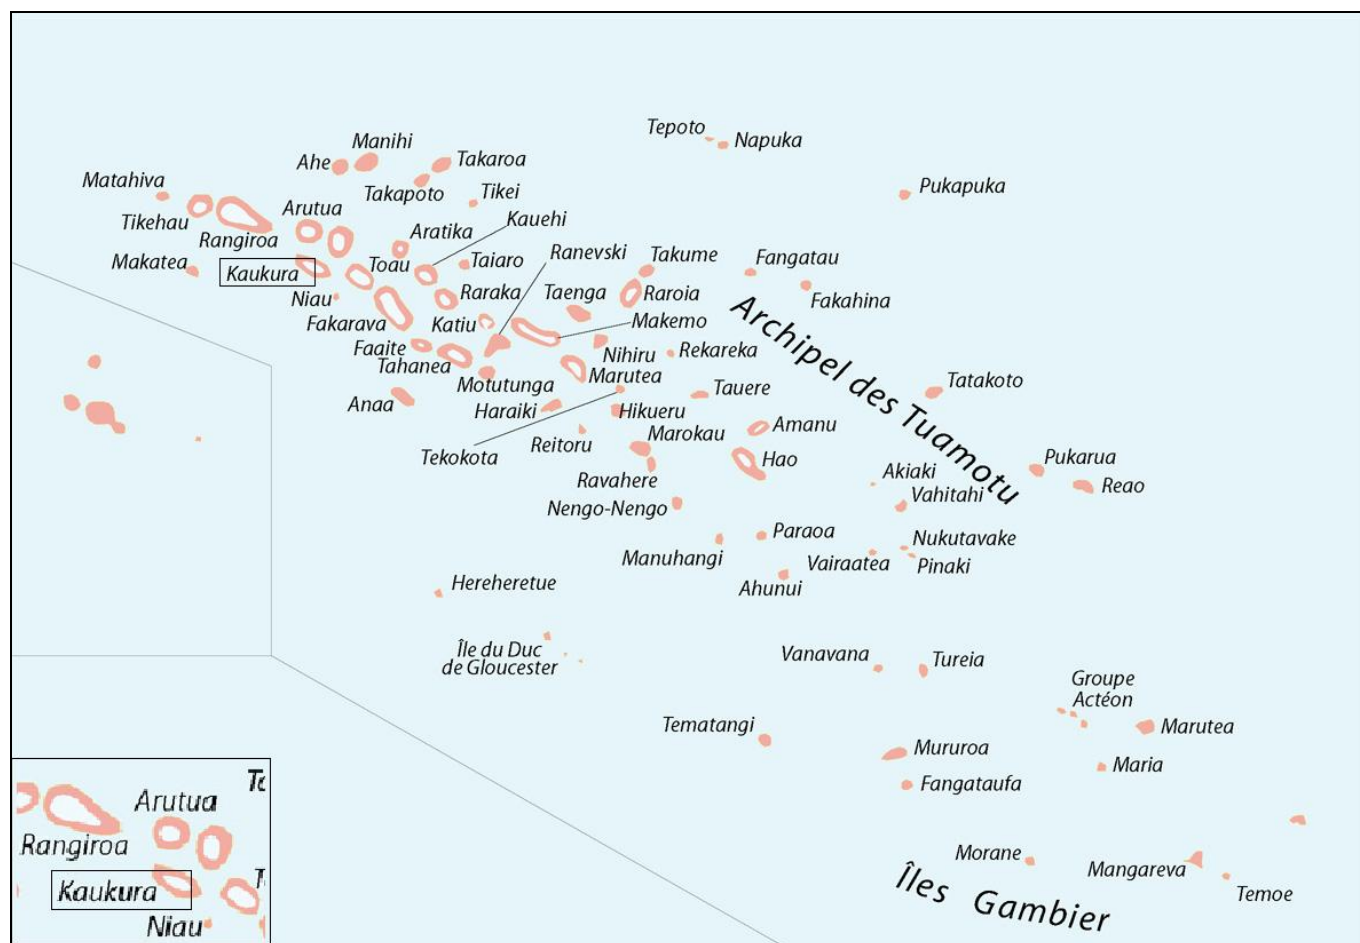 Tepoto
Napuka
Manihi
Ahe
Takaroa
Matahiva
Takapoto
Tikei
Pukapuka
Tikehau
Arutua
Kauehi
Rangiroa
Aratika
Ranevski
Makatea
Kaukura
Toau
Taiaro
Takume
Fangatau
Niau
Raraka
Taenga
Raroia
Fakahina
Fakarava
Katiu
Makemo
Archipel des Tuamotu
Faaite
Nihiru
Rekareka
Tahanea
Marutea
Motutunga
Tauere
Tatakoto
Anaa
Haraiki
Hikueru
Amanu
Reitoru
Marokau
Tekokota
Hao
Pukarua
Ravahere
Akiaki
Reao
Vahitahi
Nengo-Nengo
Paraoa
Nukutavake
Manuhangi
Vairaatea
Pinaki
Hereheretue
Ahunui
Île du Duc
de Gloucester
Vanavana
Tureia
Groupe
Actéon
Tematangi
Marutea
Mururoa
Maria
Fangataufa
Morane
Mangareva
Temoe
Îles Gambier
Arutua
Rangiroa
Kaukura
Niau